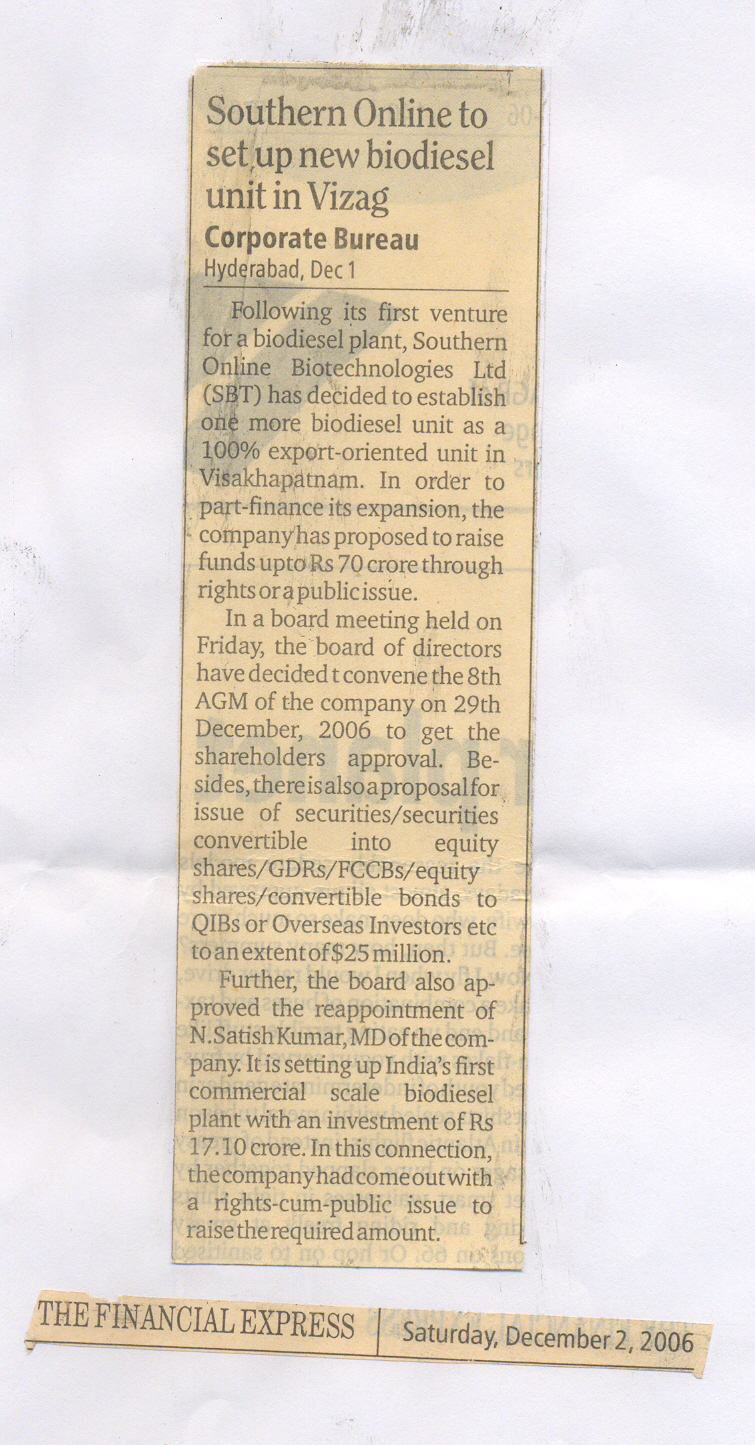 Southern Online to
set up new biodiesel
unit in Vizag
Corporate Bureau
Hyderabad, Dec 1
Following its first venture
for a biodiesel plant, Southern
Online Biotechnologies Ltd
(SBT) has decided to establish
one more biodiesel unit as a
100% export-oriented unit in
Visakhapatnam. In order to
part-finance its expansion, the
company has proposed to raise
funds upto Rs 70 crore through
rights or a public issue.
In a board meeting held on
Friday, the board of directors
have decided t convene the 8th
AGM of the company on 29th
December, 2006 to get the
shareholders approval. Be-
sides, there is also a proposal for
issue of securities/securities
convertible into equity
shares/GDRs/FCCBs/equity
shares/convertible bonds to
QIBs or Overseas Investors etc
to an extent of $25 million.
Further, the board also ap-
proved the reappointment of
N.Satish Kumar, MD of the com-
pany. It is setting up India's first
commercial scale biodiesel
plant with an investment of Rs
17.10 crore. In this connection,
the company had come out with
a rights-cum-public issue to
raise the required amount.
THE FINANCIAL EXPRESS | Saturday, December 2, 2006